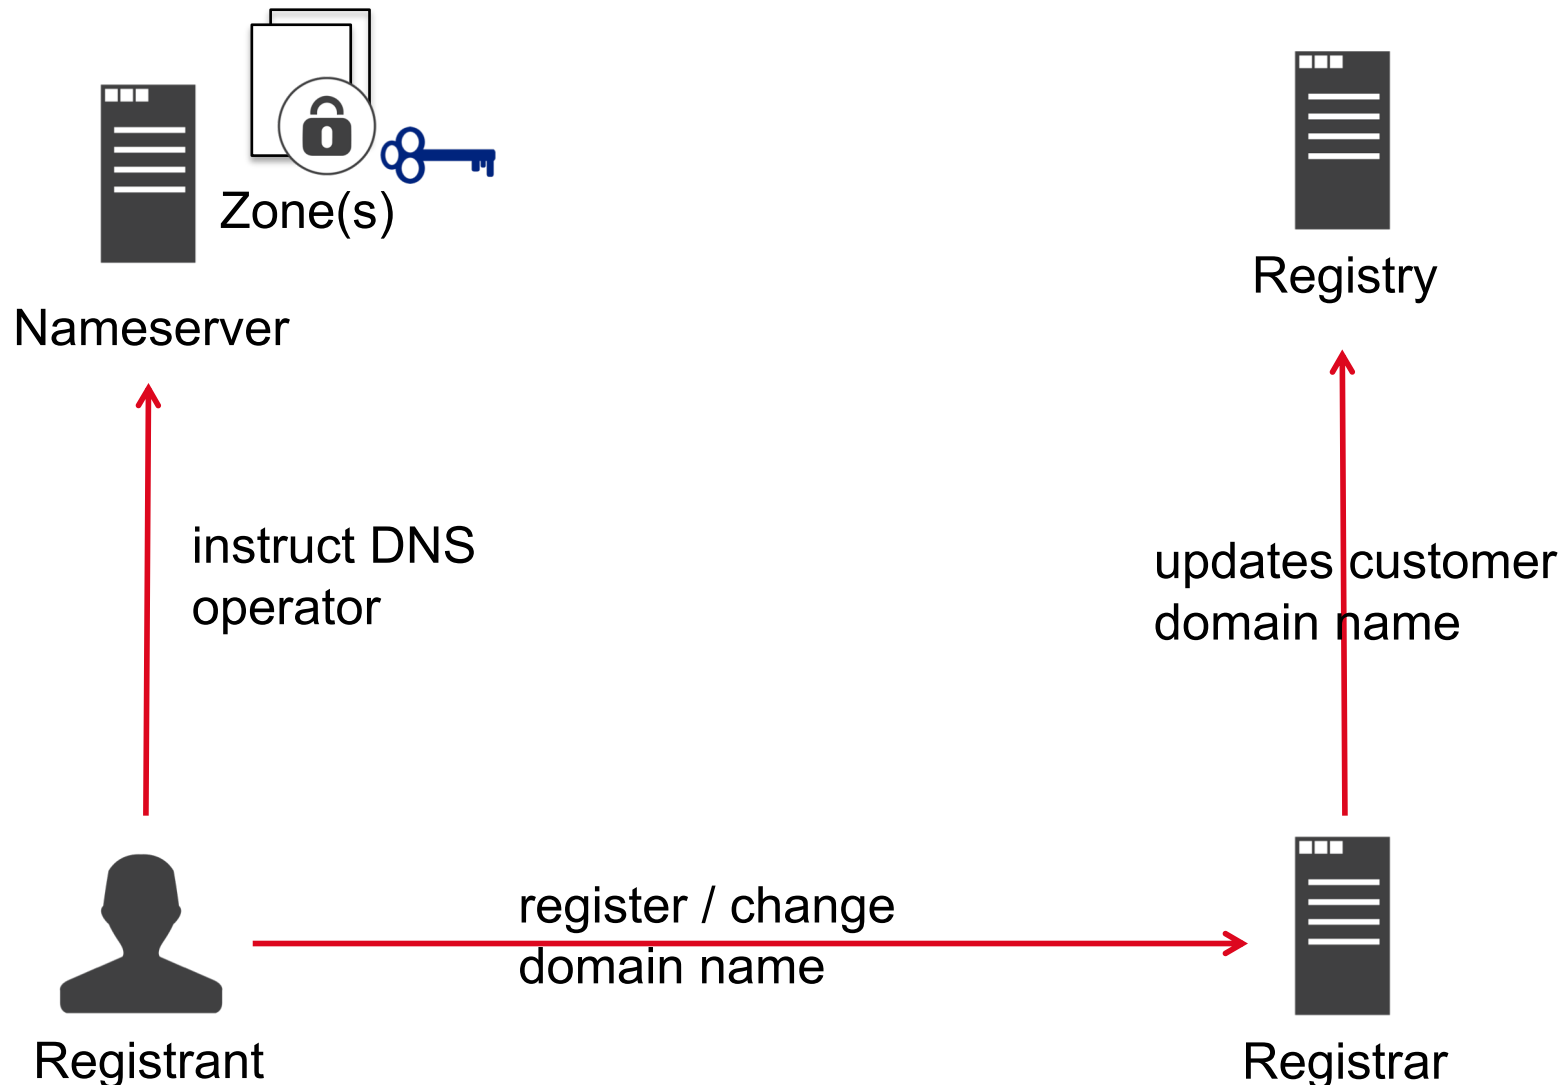 Zone(s)
Registry
Nameserver
instruct DNS
operator
updates customer
domain name
register / change
domain name
Registrant
Registrar